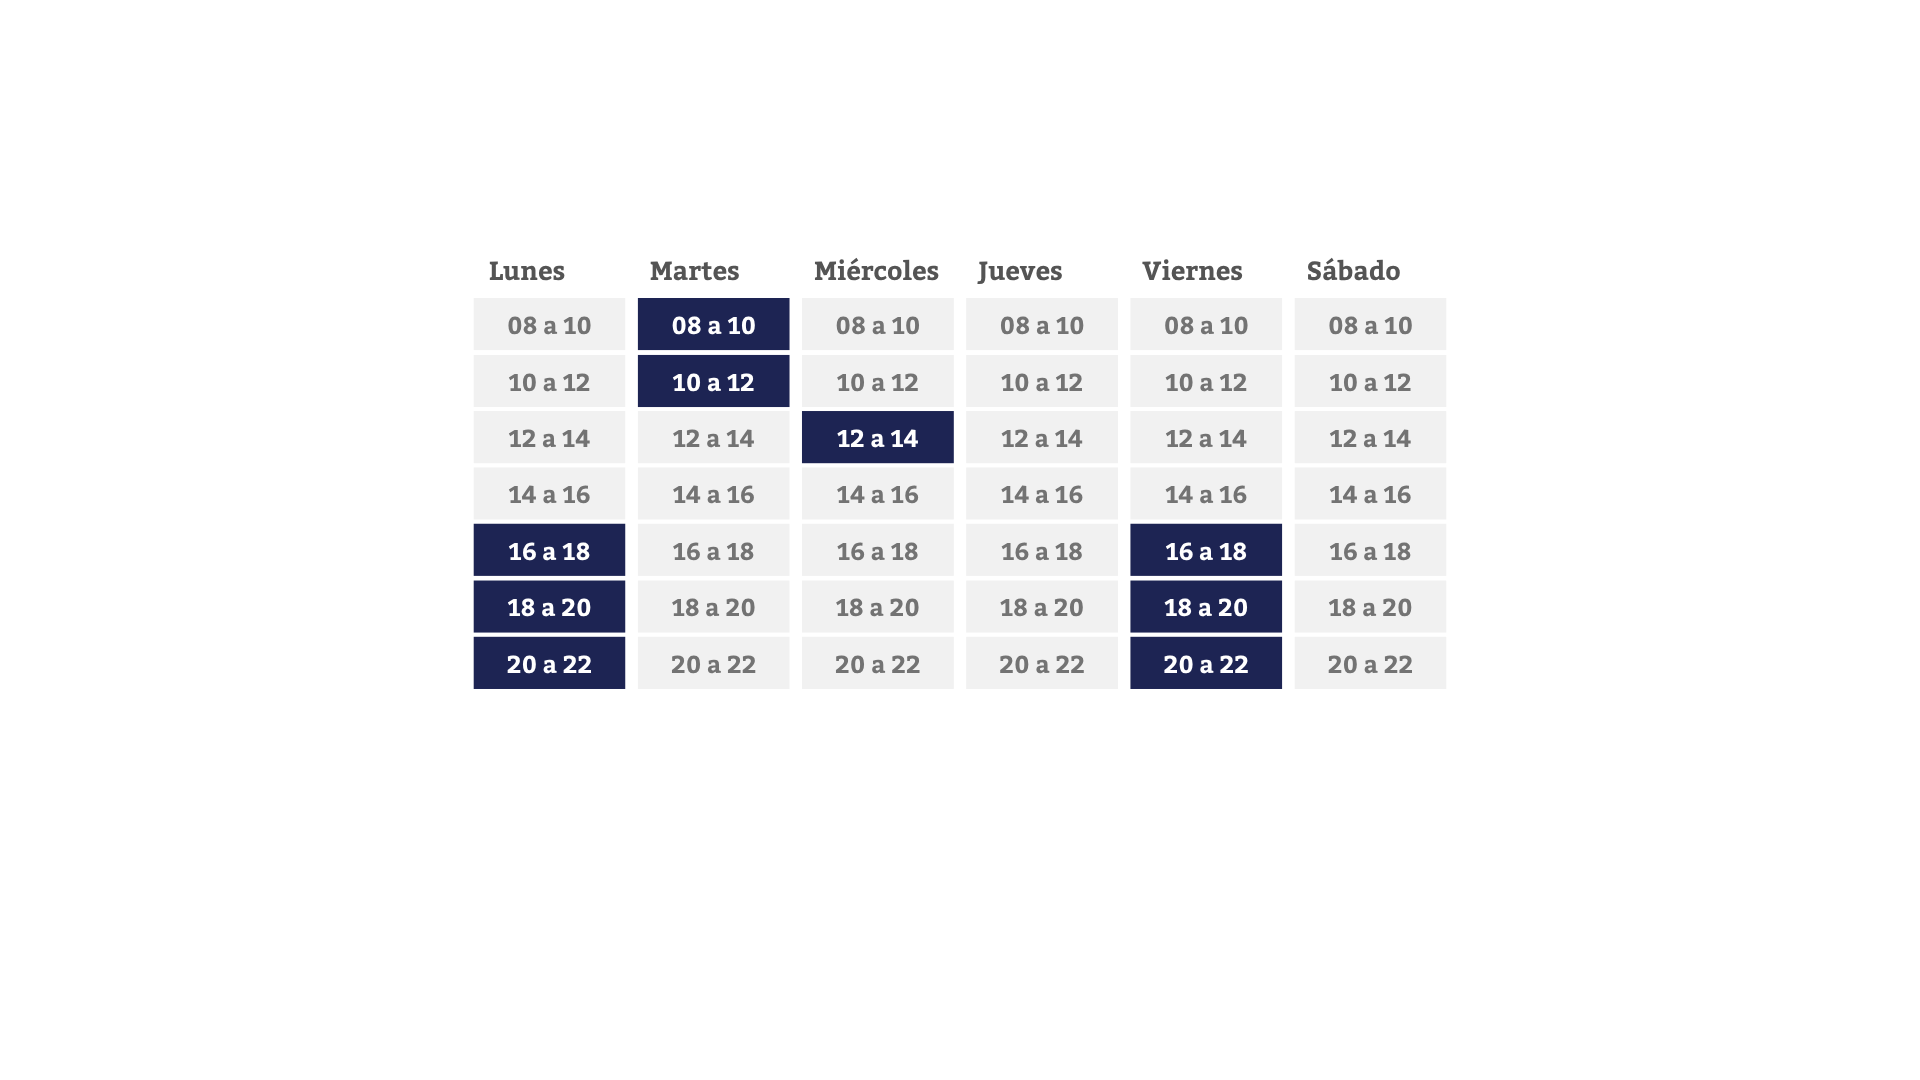 Lunes Martes Miércoles Jueves Viernes Sábado
08 a 10 08 a 10 08 a 10 08 a 10 08 a 10 08 a 10
10 a 12 10 a 12 10 a 12 10 a 12 10 a 12 10 a 12
12 a 14 12 a 14 12 a 14 12 a 14 12 a 14 12 a 14
14 a 16 14 a 16 14 a 16 14 a 16 14 a 16 14 a 16
16 a 18 16 a 18 16 a 18 16 a 18 16 a 18 16 a 18
18 a 20 18 a 20 18 a 20 18 a 20 18 a 20 18 a 20
20 a 22 20 a 22 20 a 22 20 a 22 20 a 22 20 a 22